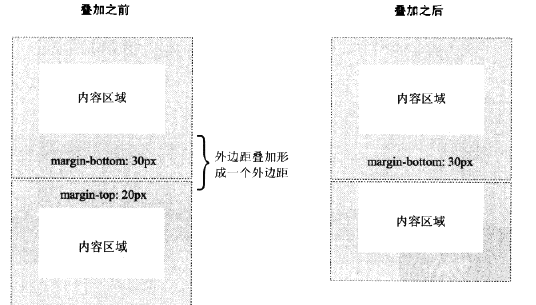 叠加之前
叠加之后
内容区域
内容区域
margin-bottom: 30px
外边距叠加形
成一个外边距
margin-bottom: 30px
margin-top: 20px
内容区域
内容区域